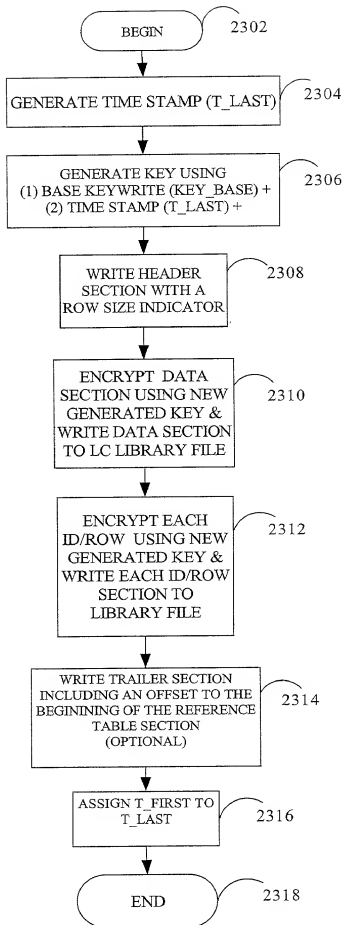 BEGIN
2302
GENERATE TIME STAMP (T_LAST)
2304
GENERATE KEY USING
(1) BASE KEYWRITE (KEY_BASE) +
(2) TIME STAMP (T_LAST) +
2306
WRITE HEADER
SECTION WITH A
ROW SIZE INDICATOR
2308
ENCRYPT DATA
SECTION USING NEW
GENERATED KEY &
WRITE DATA SECTION
TO LC LIBRARY FILE
2310
ENCRYPT EACH
ID/ROW USING NEW
GENERATED KEY &
WRITE EACH ID/ROW
SECTION TO
LIBRARY FILE
2312
WRITE TRAILER SECTION
INCLUDING AN OFFSET TO THE
BEGININING OF THE REFERENCE
TABLE SECTION
(OPTIONAL)
2314
ASSIGN T_FIRST TO
T_LAST
2316
END
2318